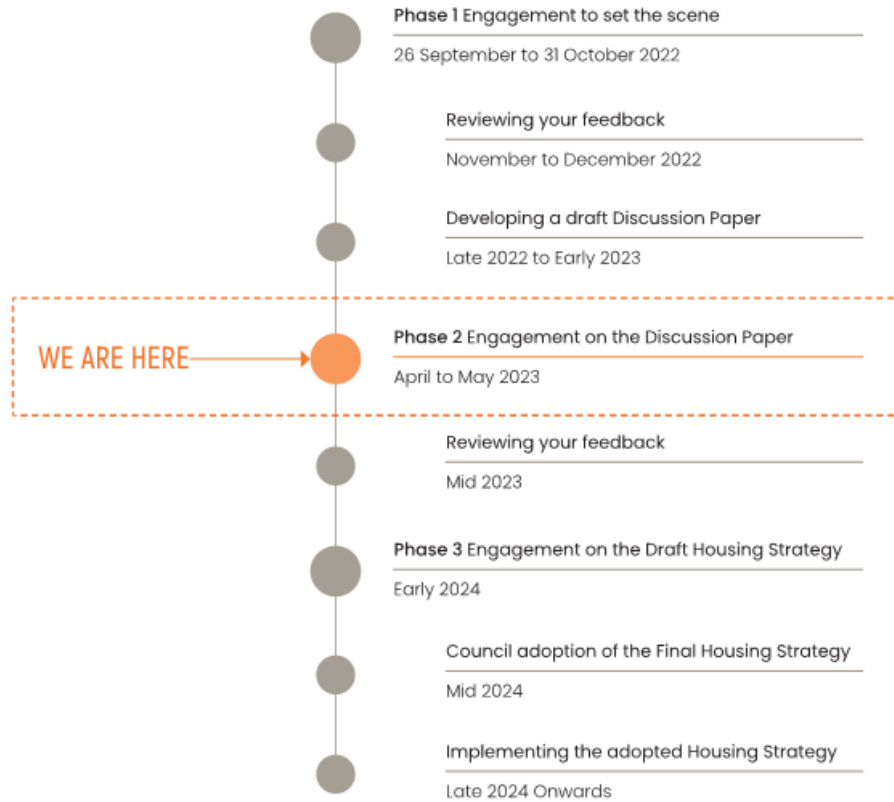 Phase 1 Engagement to set the scene
26 September to 31 October 2022
Reviewing your feedback
November to December 2022
Developing a draft Discussion Paper
Late 2022 to Early 2023
WE ARE HERE
Phase 2 Engagement on the Discussion Paper
April to May 2023
Reviewing your feedback
Mid 2023
Phase 3 Engagement on the Draft Housing Strategy
Early 2024
Council adoption of the Final Housing Strategy
Mid 2024
Implementing the adopted Housing Strategy
Late 2024 Onwards